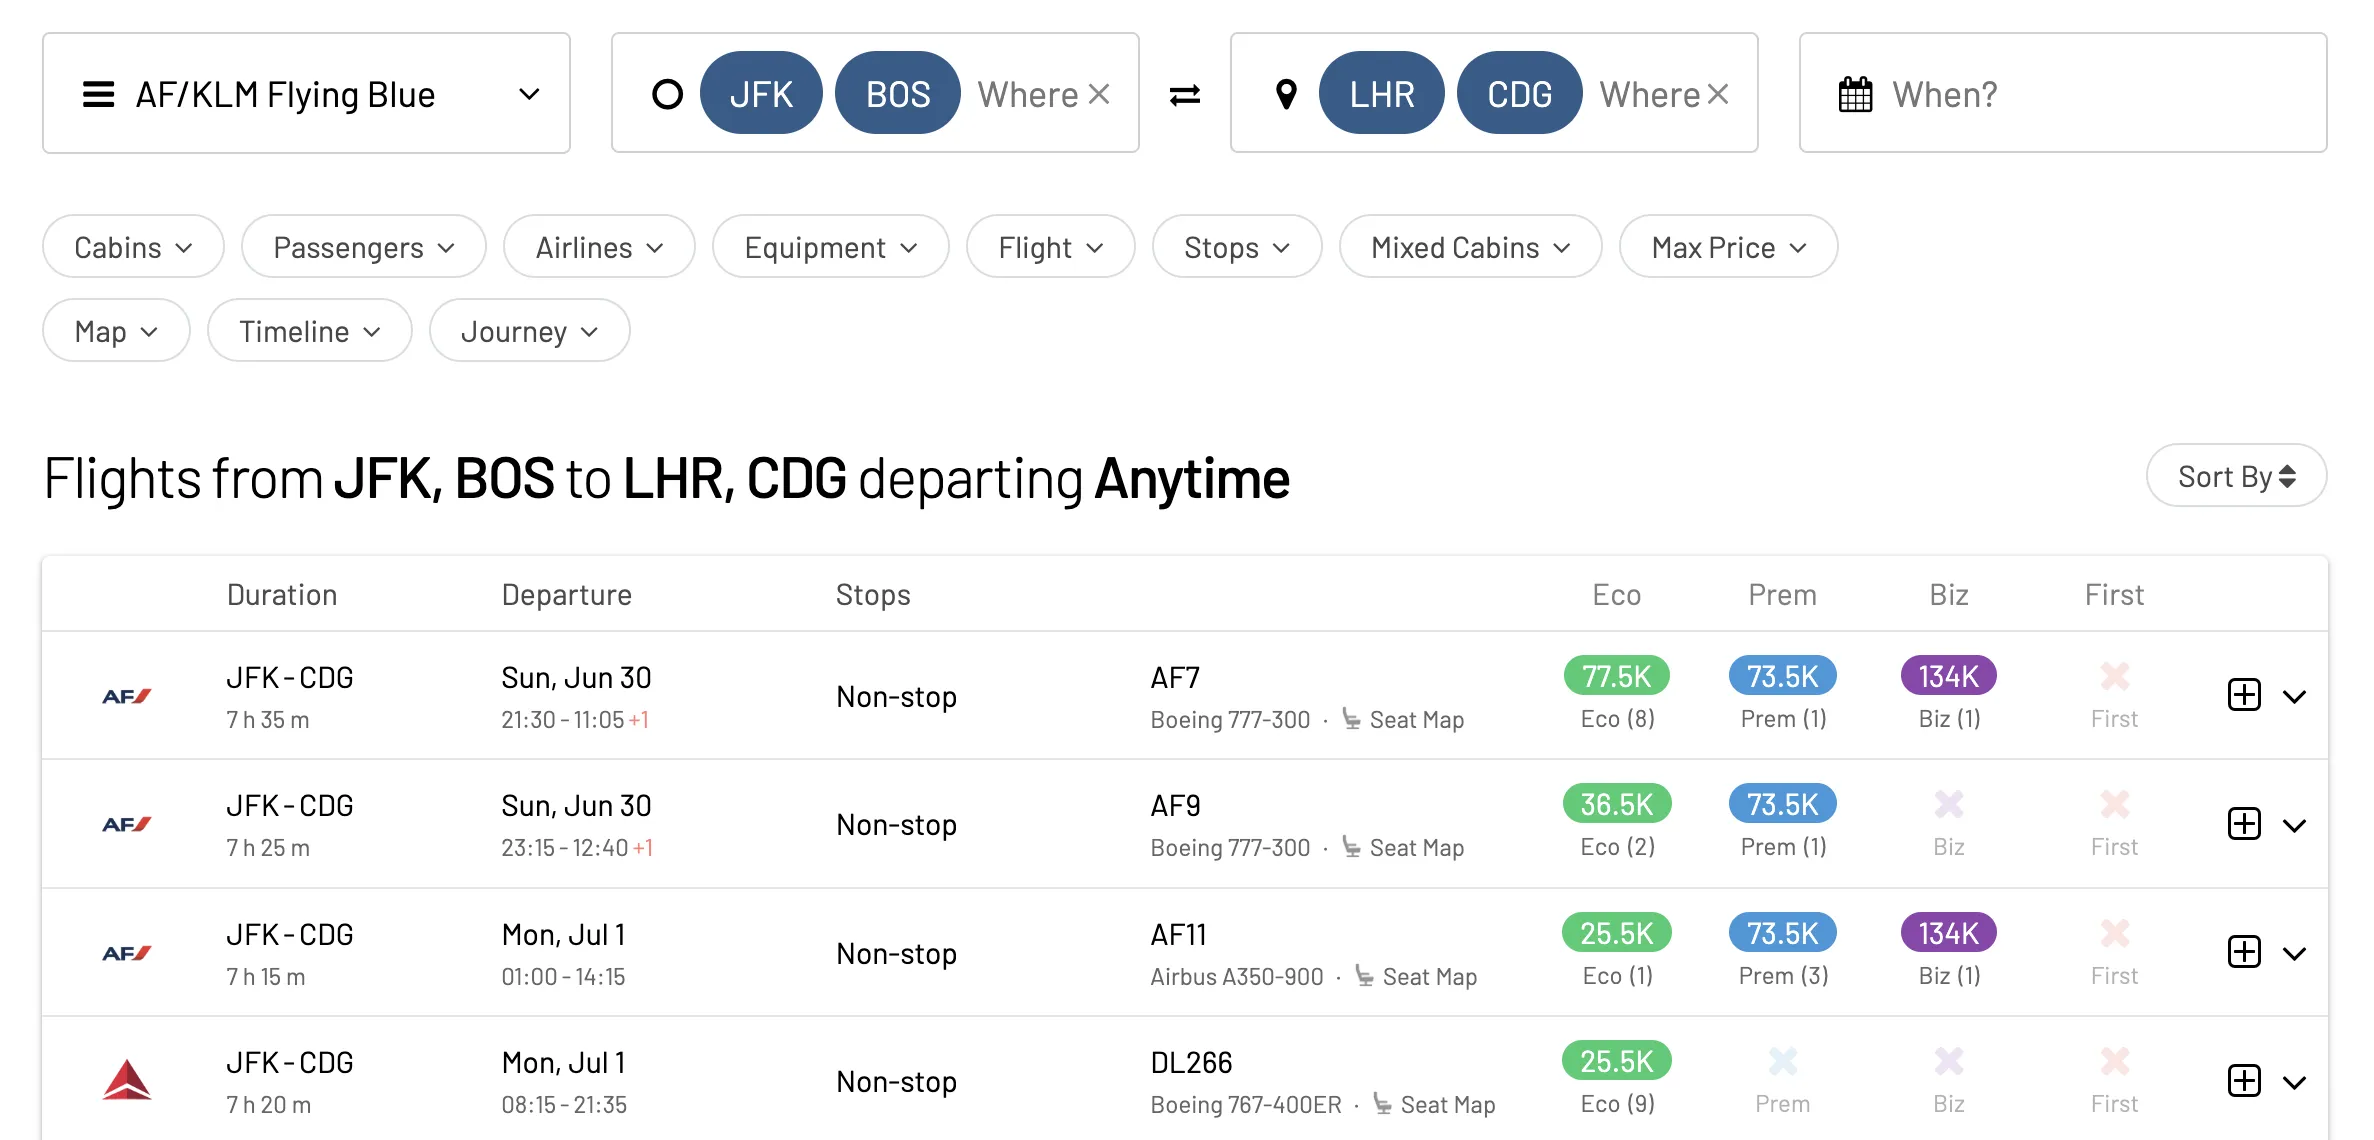 AF/KLM Flying Blue JFK BOS Where LHR CDG Where When?
Cabins Passengers Airlines Equipment Flight Stops Mixed Cabins Max Price
Map Timeline Journey
Flights from JFK, BOS to LHR, CDG departing Anytime Sort By
Duration Departure Stops Eco Prem Biz First
AF JFK - CDG Sun, Jun 30 Non-stop AF7 77.5K 73.5K 134K
7 h 35 m 21:30 - 11:05 +1 Boeing 777-300 · Seat Map Eco (8) Prem (1) Biz (1) First
AF JFK - CDG Sun, Jun 30 Non-stop AF9 36.5K 73.5K
7 h 25 m 23:15 - 12:40 +1 Boeing 777-300 · Seat Map Eco (2) Prem (1) Biz First
AF JFK - CDG Mon, Jul 1 Non-stop AF11 25.5K 73.5K 134K
7 h 15 m 01:00 - 14:15 Airbus A350-900 · Seat Map Eco (1) Prem (3) Biz (1) First
JFK - CDG Mon, Jul 1 Non-stop DL266 25.5K
7 h 20 m 08:15 - 21:35 Boeing 767-400ER · Seat Map Eco (9) Prem Biz First